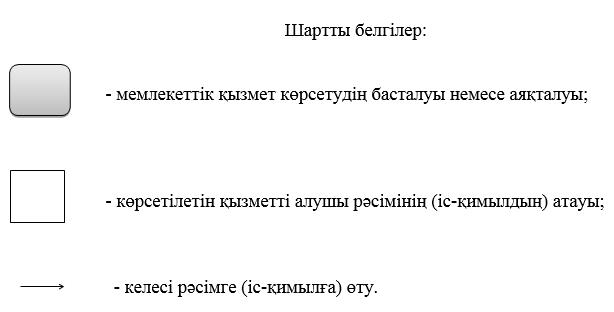 Шартты белгілер:
- мемлекеттік қызмет көрсетудің басталуы немесе аяқталуы;
- көрсетілетін қызметті алушы рәсімінің (іс-қимылдың) атауы;
- келесі рәсімге (іс-қимылға) өту.